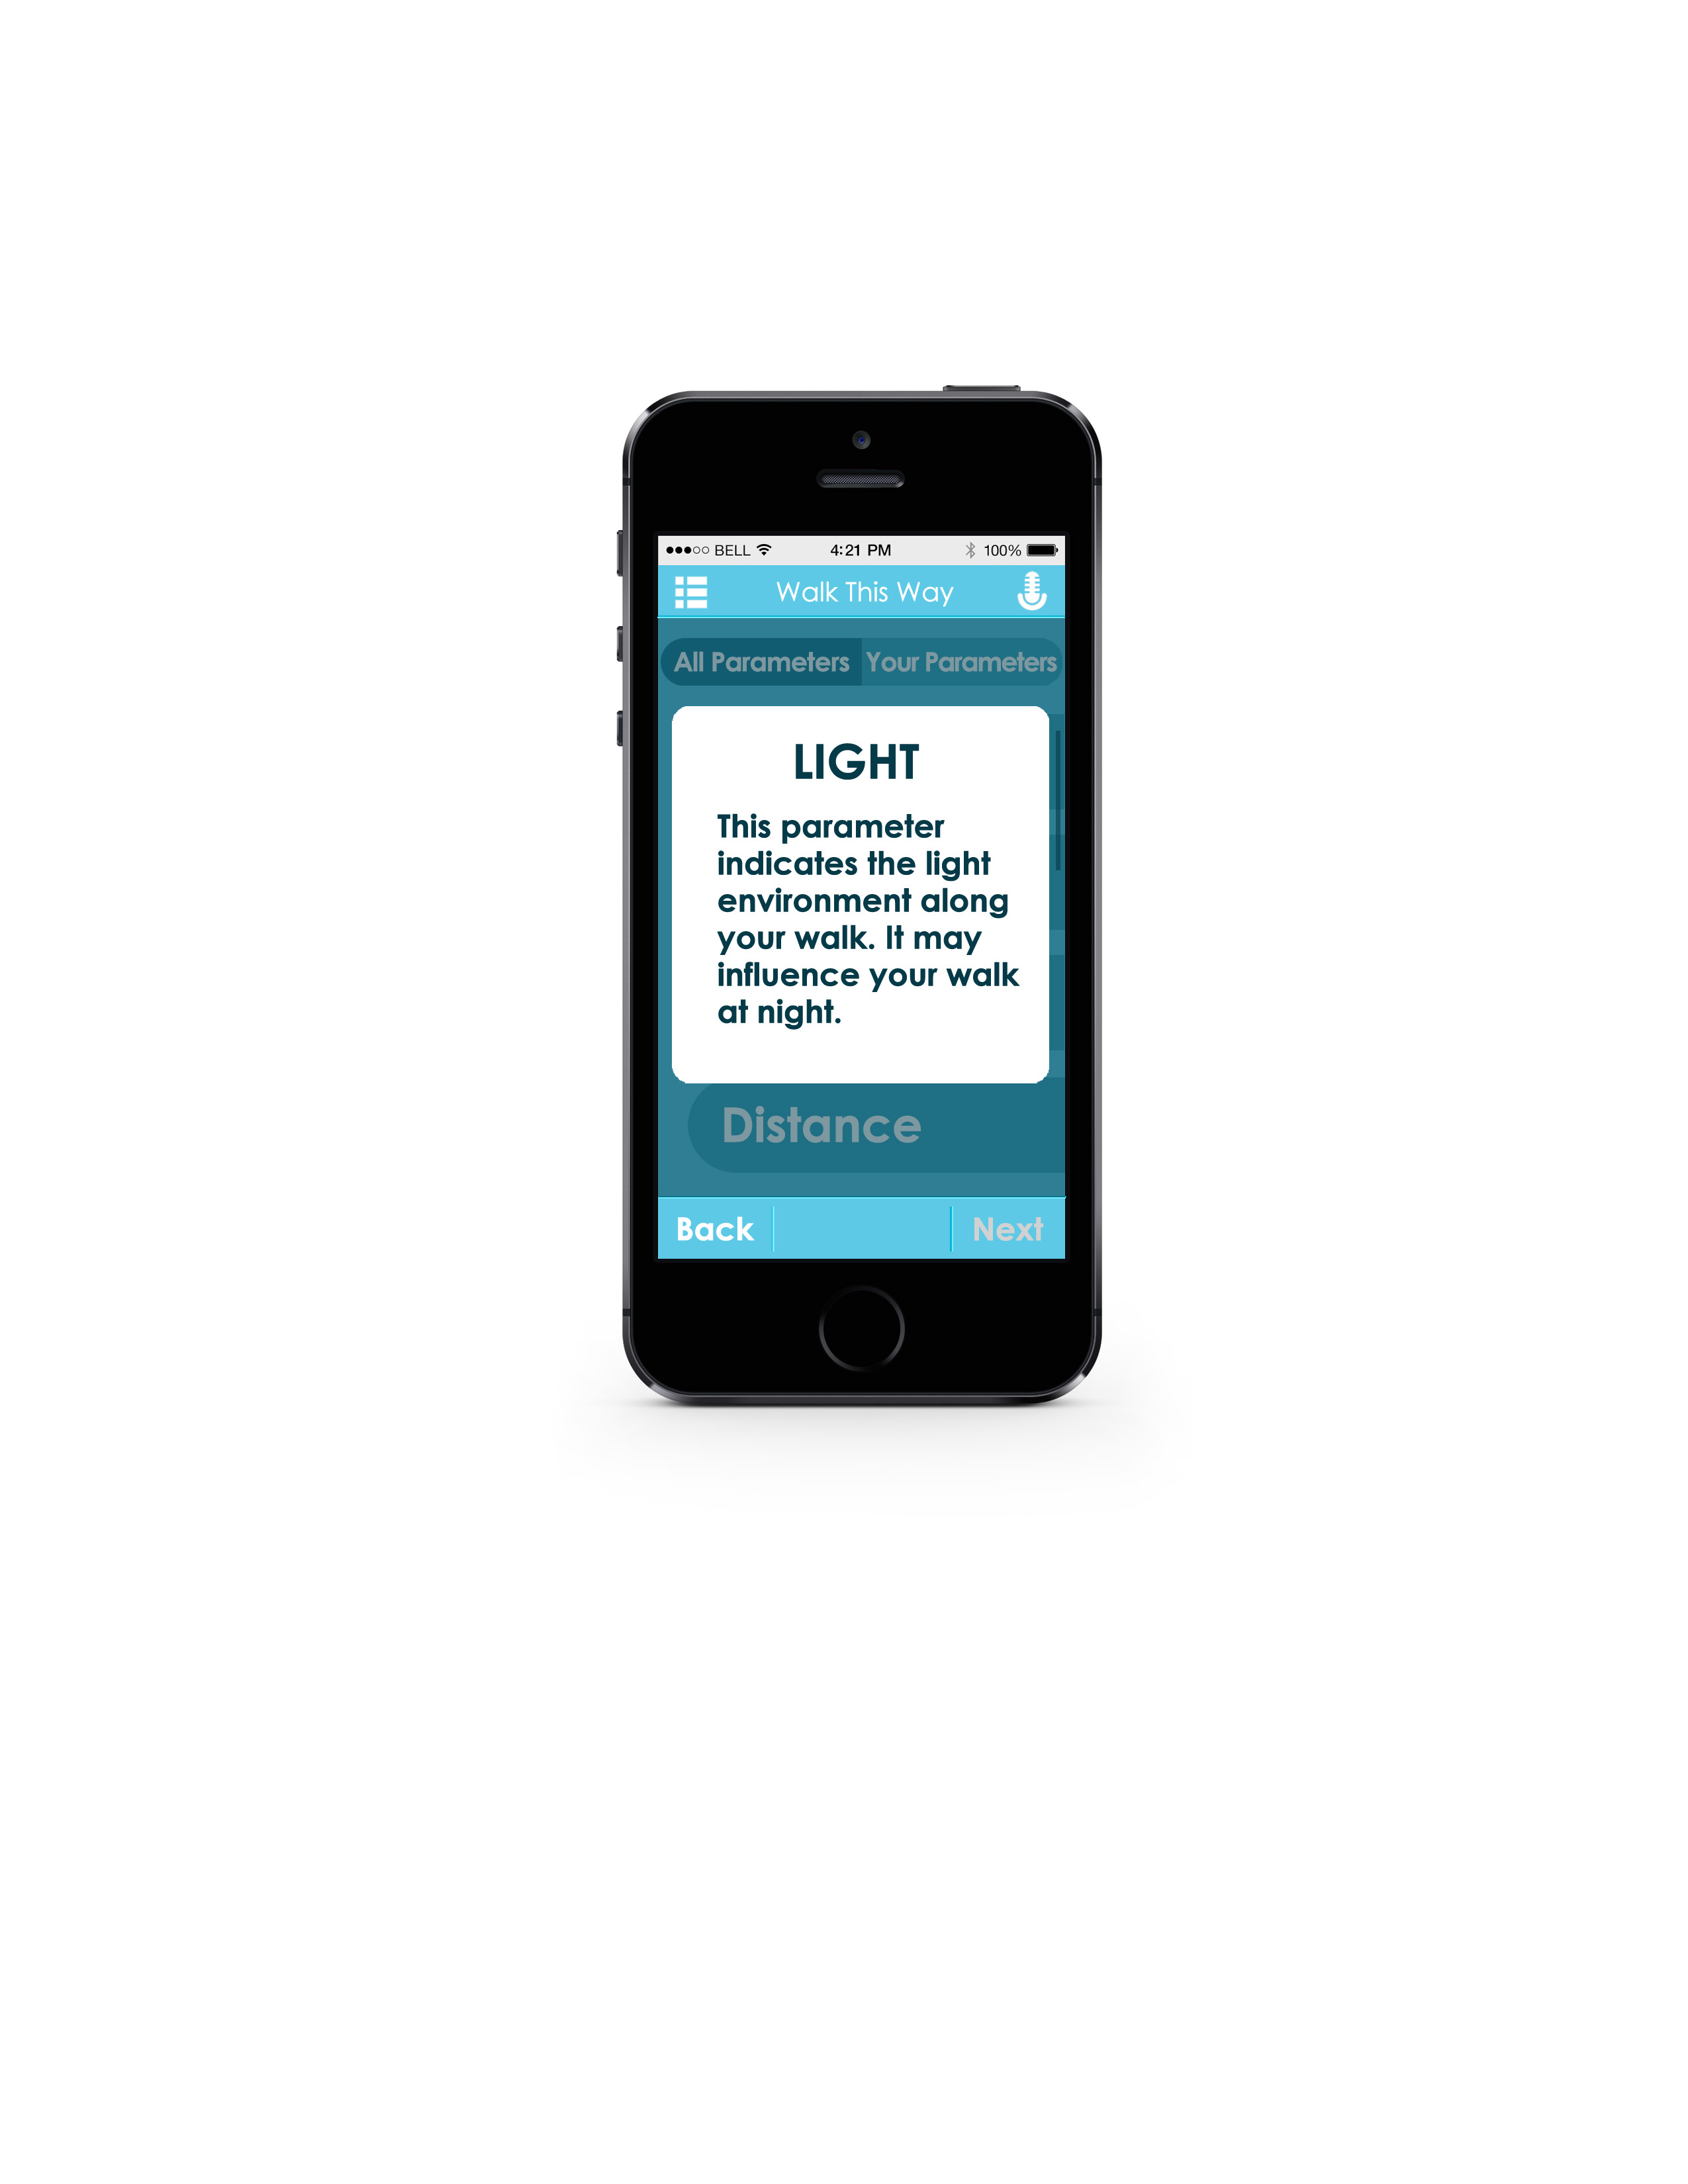 BELL 4:21 PM 100%
Walk This Way
All Parameters Your Parameters
LIGHT
This parameter
indicates the light
environment along
your walk. It may
influence your walk
at night.
Distance
Back Next